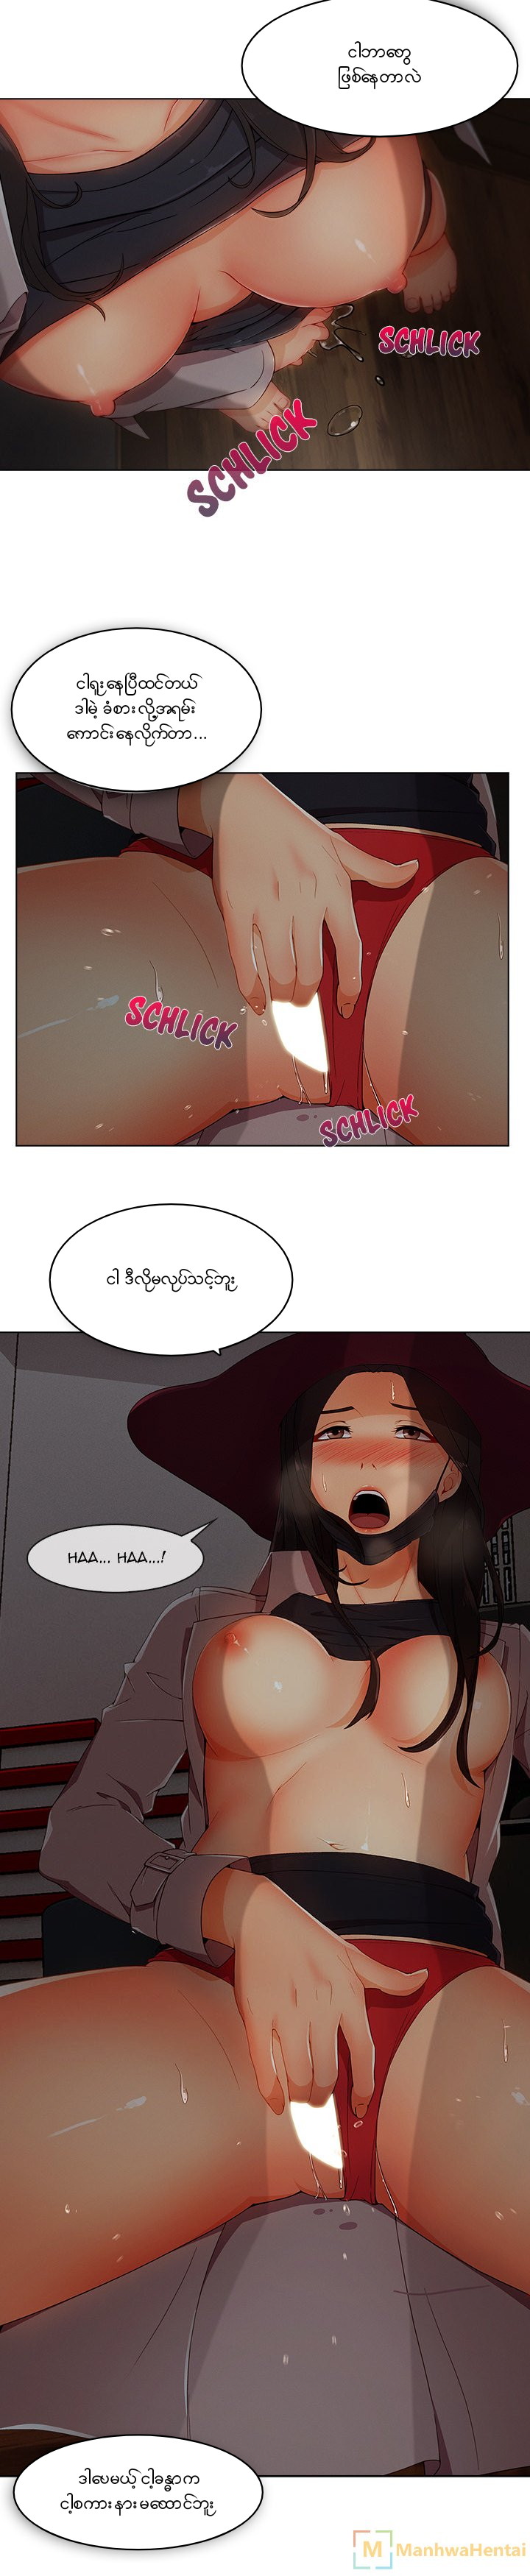 ငါဘာတွေ
ဖြစ်နေတာလဲ
SCHLICK
SCHLICK
ငါရူးနေပြီထင်တယ်
ဒါမဲ့ ခံစားလို့အရမ်း
ကောင်းနေလိုက်တာ...
SCHLICK
SCHLICK
ငါ ဒီလိုမလုပ်သင့်ဘူး
HAA... HAA...!
ဒါပေမယ့် ငါ့ခန္ဓာက
ငါ့စကားနားမထောင်ဘူး
M ManwhaHentai